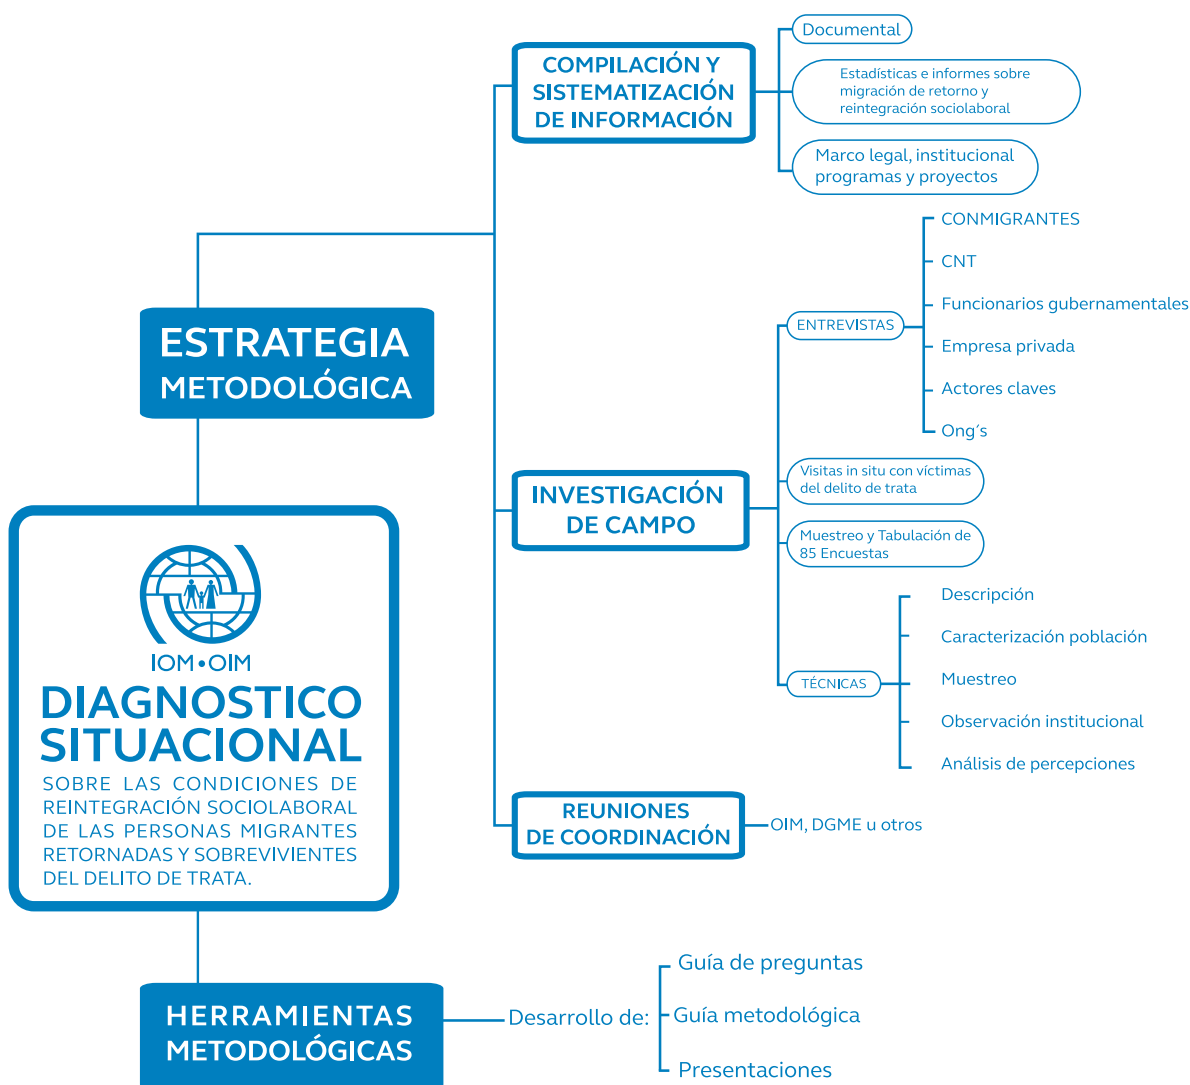 Documental
COMPILACIÓN Y
SISTEMATIZACIÓN
DE INFORMACIÓN
Estadísticas e informes sobre
migración de retorno y
reintegración sociolaboral
Marco legal, institucional
programas y proyectos
ESTRATEGIA
METODOLÓGICA
CONMIGRANTES
CNT
Funcionarios gubernamentales
ENTREVISTAS
Empresa privada
Actores claves
Ong´s
INVESTIGACIÓN
DE CAMPO
Visitas in situ con víctimas
del delito de trata
Muestreo y Tabulación de
85 Encuestas
TÉCNICAS
Descripción
Caracterización población
Muestreo
Observación institucional
Análisis de percepciones
REUNIONES
DE COORDINACIÓN
OIM, DGME u otros
IOM•OIM
DIAGNOSTICO
SITUACIONAL
SOBRE LAS CONDICIONES DE
REINTEGRACIÓN SOCIOLABORAL
DE LAS PERSONAS MIGRANTES
RETORNADAS Y SOBREVIVIENTES
DEL DELITO DE TRATA.
HERRAMIENTAS
METODOLÓGICAS
Desarrollo de:
Guía de preguntas
Guía metodológica
Presentaciones